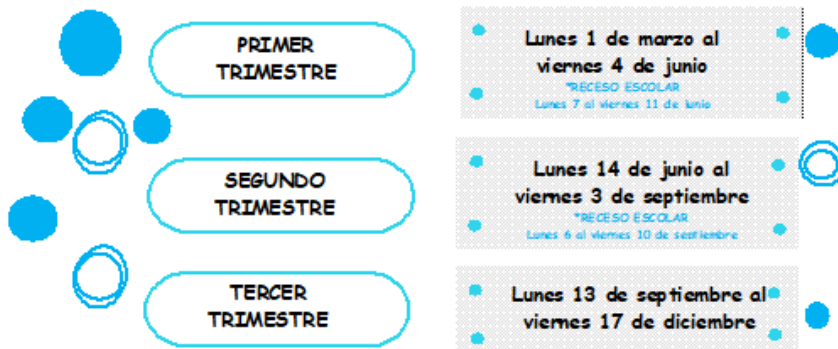 PRIMER
TRIMESTRE
Lunes 1 de marzo al
viernes 4 de junio
*RECESO ESCOLAR
Lunes 7 al viernes 11 de junio
SEGUNDO
TRIMESTRE
Lunes 14 de junio al
viernes 3 de septiembre
*RECESO ESCOLAR
Lunes 6 al viernes 10 de septiembre
TERCER
TRIMESTRE
Lunes 13 de septiembre al
viernes 17 de diciembre